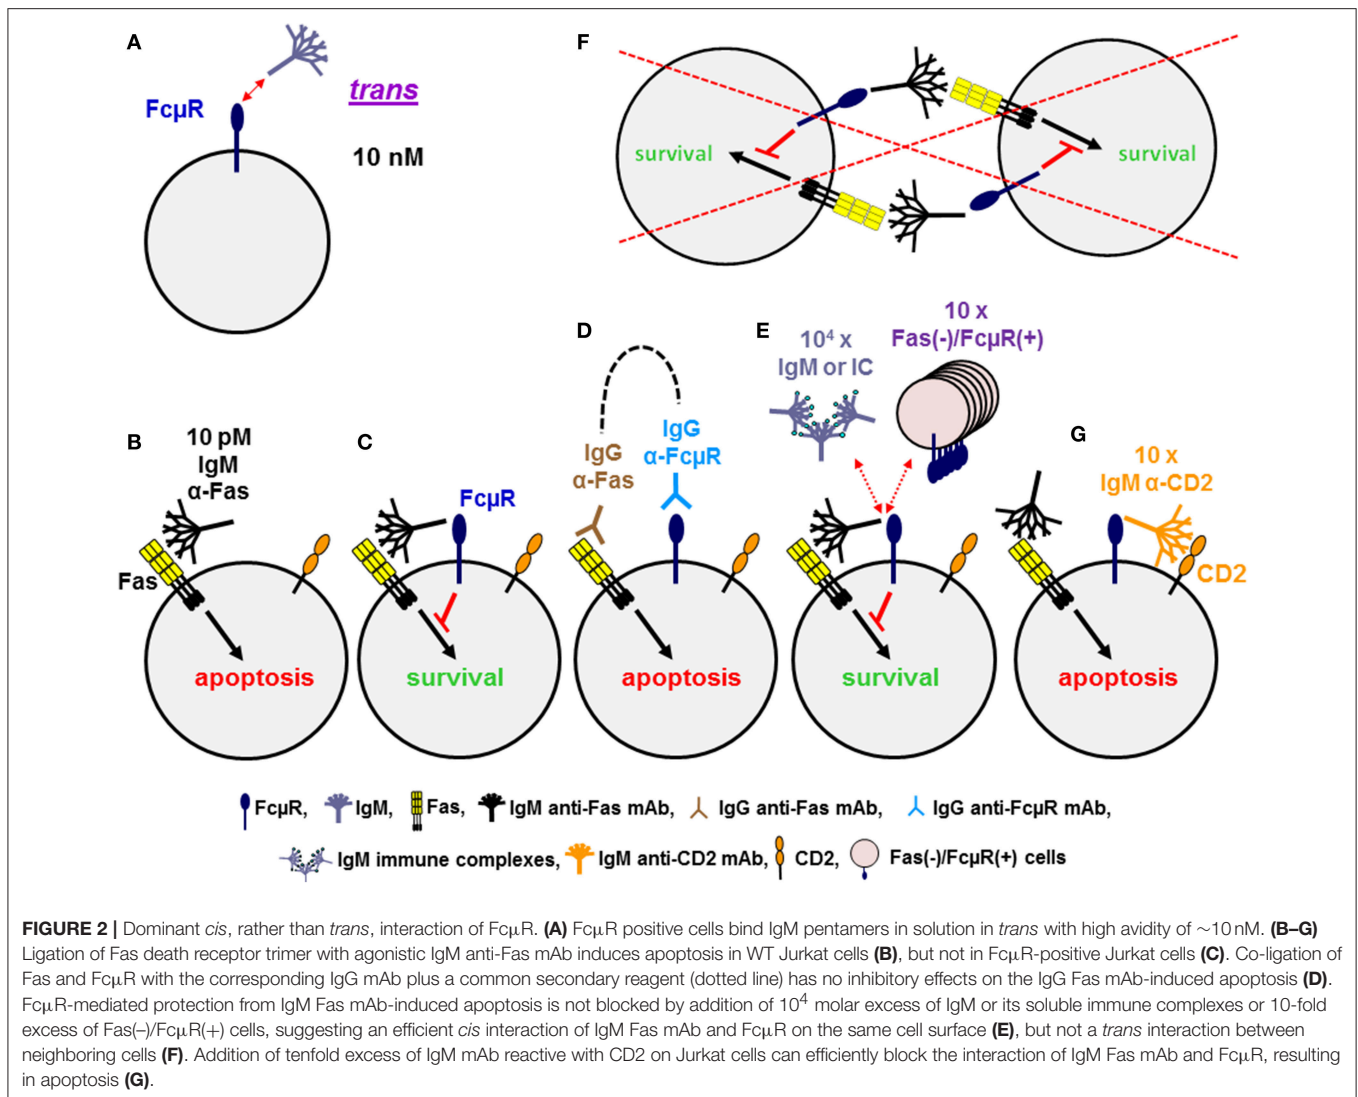 A
FcμR
trans
10 nM
F
survival
survival
B
10 pM
IgM
α-Fas
Fas
apoptosis
C
FcμR
survival
D
IgG
α-Fas
IgG
α-FcμR
apoptosis
E
10⁴ x
IgM or IC
10 x
Fas(-)/FcμR(+)
survival
G
10 x
IgM α-CD2
CD2
apoptosis
FcμR, IgM, Fas, IgM anti-Fas mAb, IgG anti-Fas mAb, IgG anti-FcμR mAb,
IgM immune complexes, IgM anti-CD2 mAb, CD2, Fas(-)/FcμR(+) cells
FIGURE 2 | Dominant cis, rather than trans, interaction of FcμR. (A) FcμR positive cells bind IgM pentamers in solution in trans with high avidity of ~10 nM. (B–G)
Ligation of Fas death receptor trimer with agonistic IgM anti-Fas mAb induces apoptosis in WT Jurkat cells (B), but not in FcμR-positive Jurkat cells (C). Co-ligation of
Fas and FcμR with the corresponding IgG mAb plus a common secondary reagent (dotted line) has no inhibitory effects on the IgG Fas mAb-induced apoptosis (D).
FcμR-mediated protection from IgM Fas mAb-induced apoptosis is not blocked by addition of 10⁴ molar excess of IgM or its soluble immune complexes or 10-fold
excess of Fas(–)/FcμR(+) cells, suggesting an efficient cis interaction of IgM Fas mAb and FcμR on the same cell surface (E), but not a trans interaction between
neighboring cells (F). Addition of tenfold excess of IgM mAb reactive with CD2 on Jurkat cells can efficiently block the interaction of IgM Fas mAb and FcμR, resulting
in apoptosis (G).